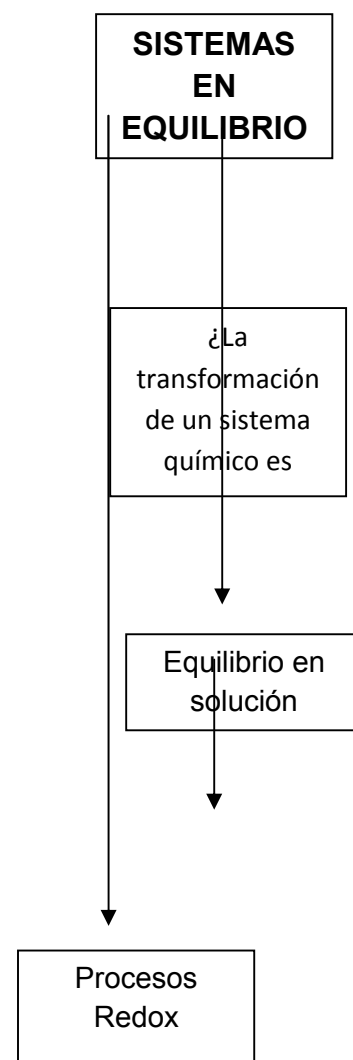 SISTEMAS
EN
EQUILIBRIO
¿La
transformación
de un sistema
químico es
Equilibrio en
solución
Procesos
Redox